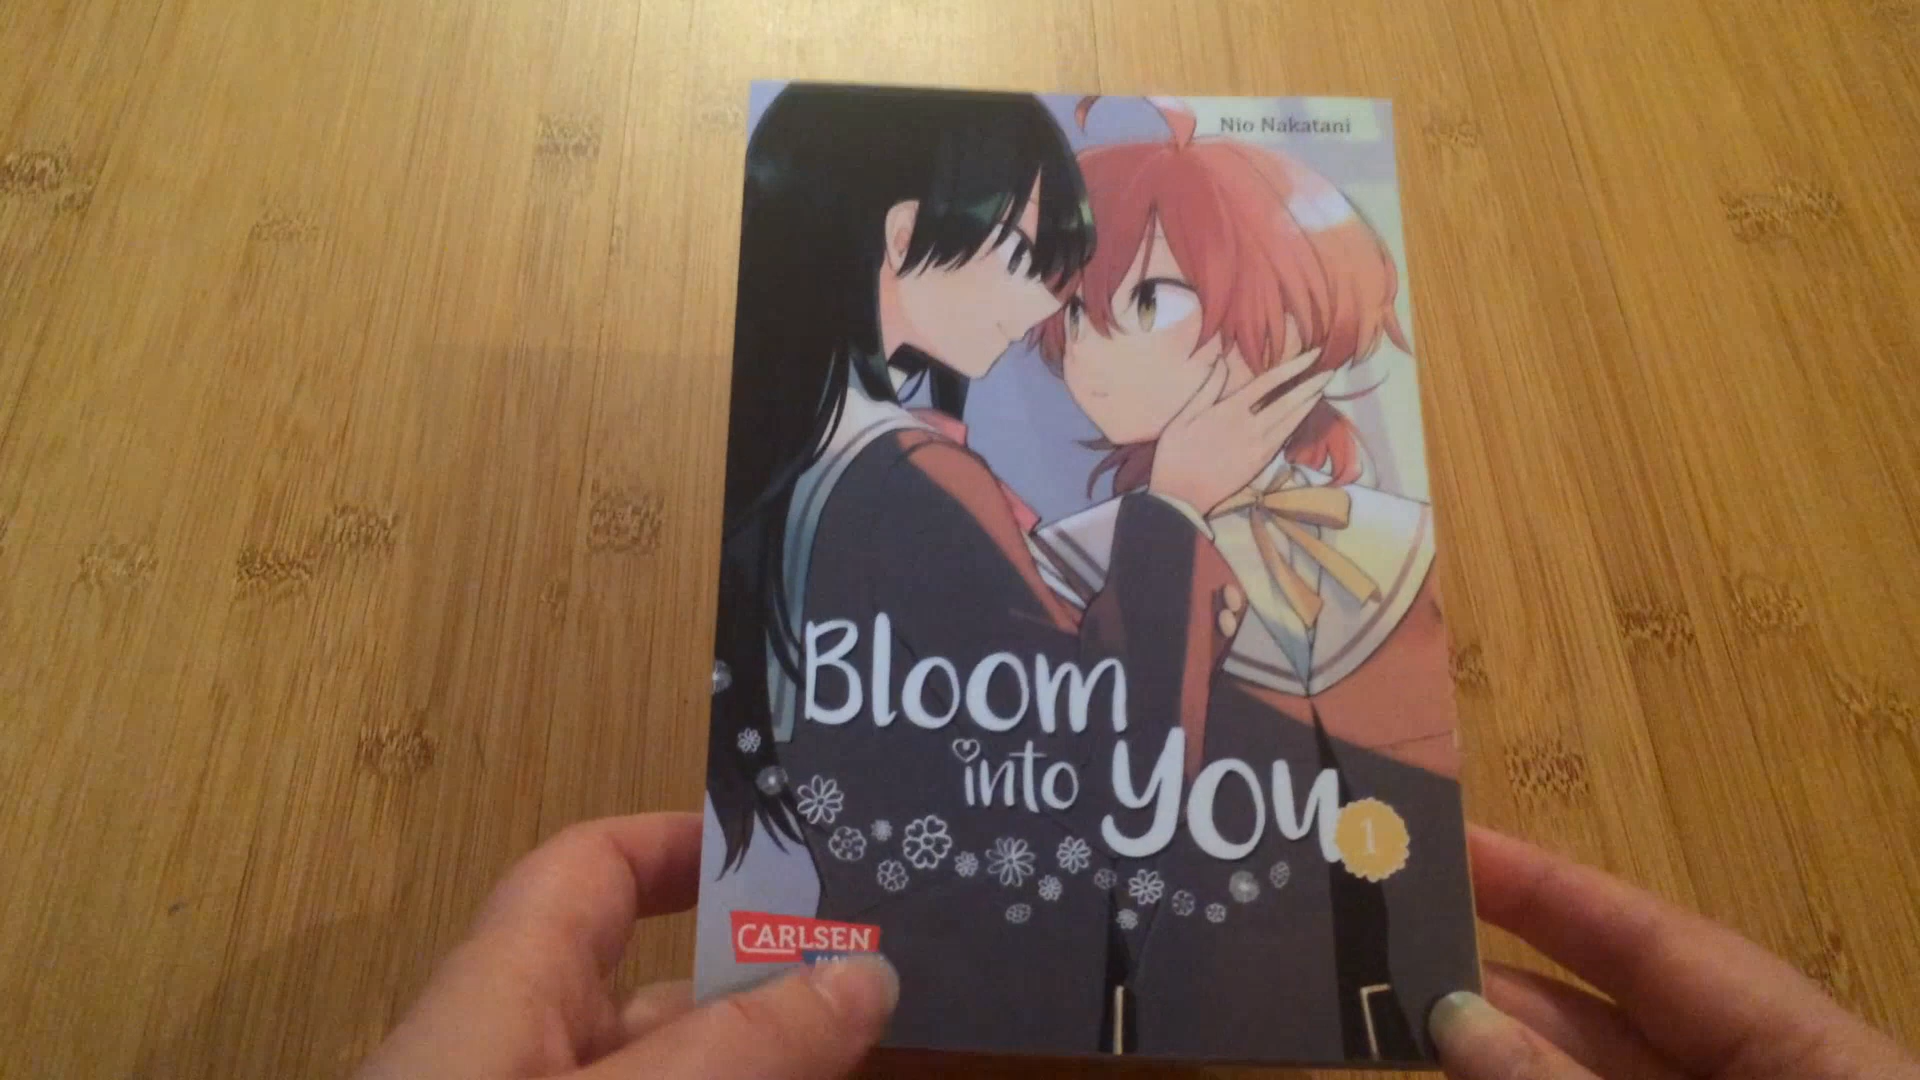 Nio Nakatani
Bloom
into you
1
CARLSEN